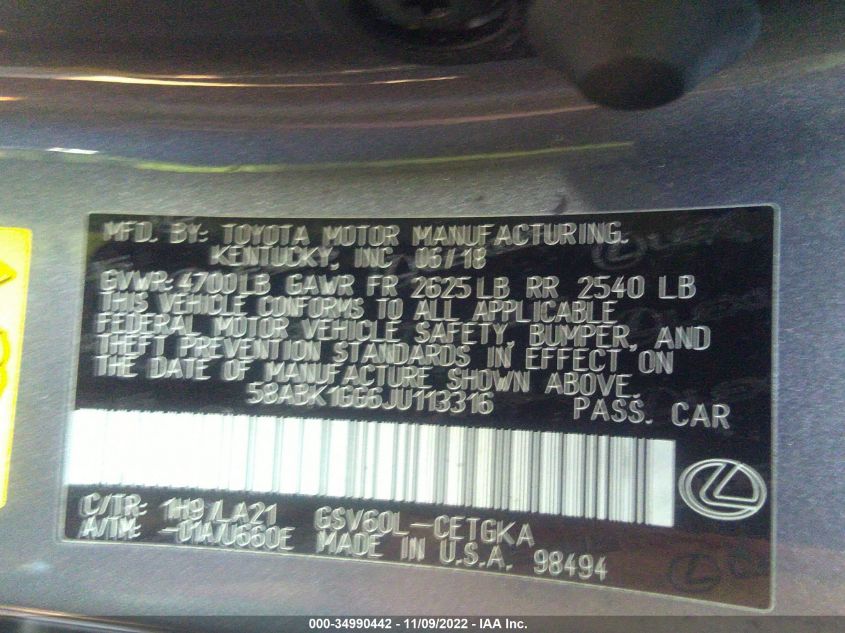 MFD. BY: TOYOTA MOTOR MANUFACTURING.
KENTUCKY, INC 05/18
GVWR: 4700LB GAWR FR 2625LB RR 2540 LB
THIS VEHICLE CONFORMS TO ALL APPLICABLE
FEDERAL MOTOR VEHICLE SAFETY, BUMPER, AND
THEFT PREVENTION STANDARDS IN EFFECT ON
THE DATE OF MANUFACTURE SHOWN ABOVE.
58ABK1GG6JU113316 PASS. CAR
C/TR: 1H9/LA21 GSV60L-CETGKA
A/TM: -01A/U660E MADE IN U.S.A. 98494
000-34990442 - 11/09/2022 - IAA Inc.